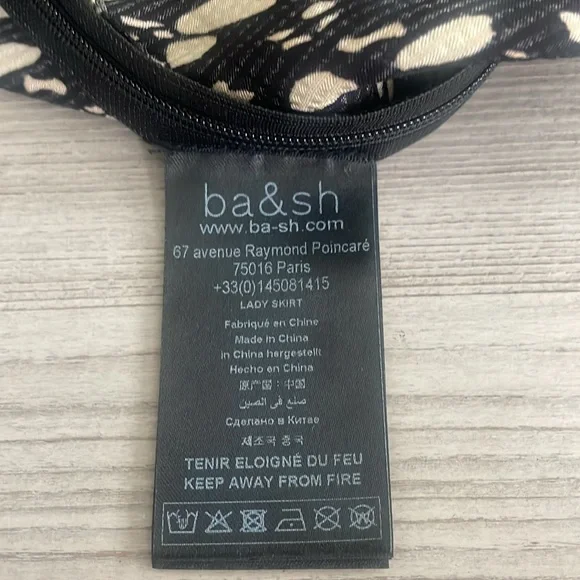 ba&sh
www.ba-sh.com
67 avenue Raymond Poincaré
75016 Paris
+33(0)145081415
LADY SKIRT
Fabriqué en Chine
Made in China
in China hergestellt
Hecho en China
原产国：中国
صنع في الصين
Сделано в Китае
제조국 중국
TENIR ELOIGNÉ DU FEU
KEEP AWAY FROM FIRE